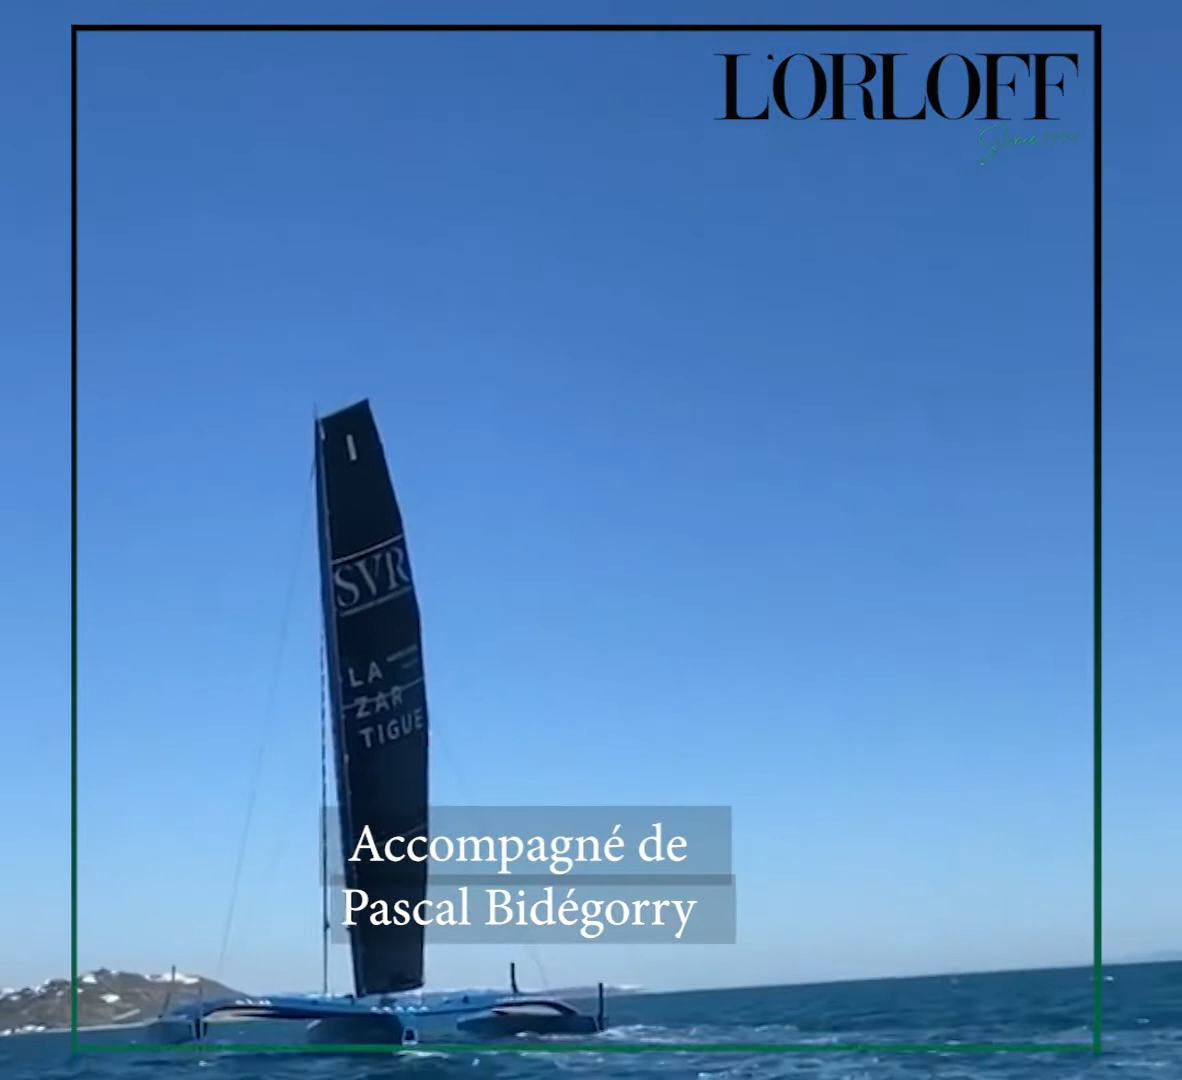 L'ORLOFF
I
SVR
LA
ZAR
TIGUE
Accompagné de
Pascal Bidégorry